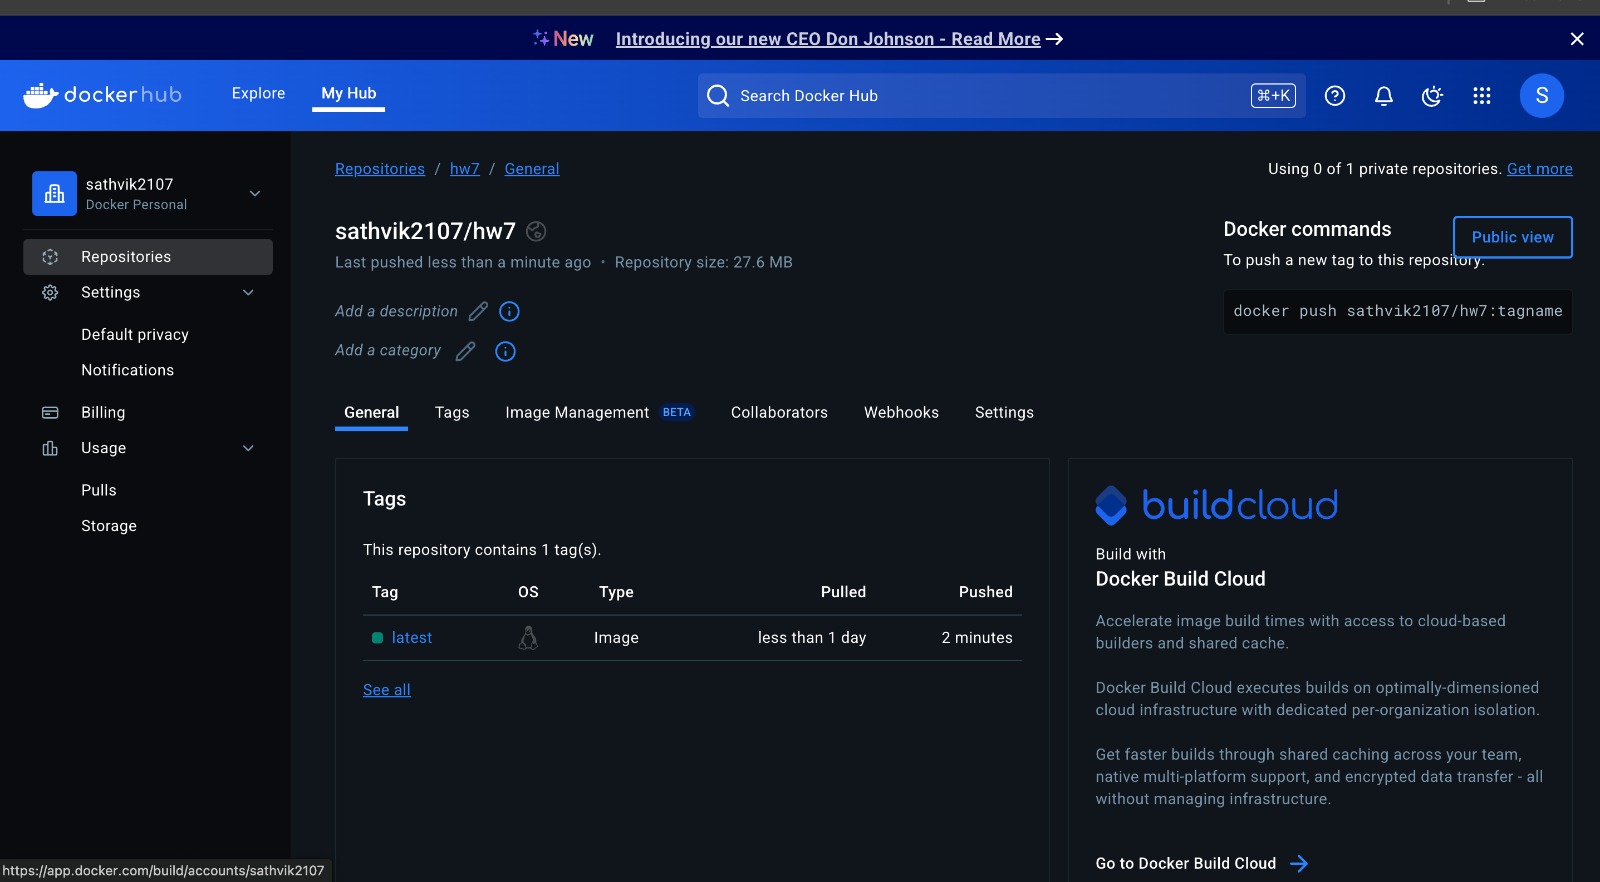 New Introducing our new CEO Don Johnson - Read More
dockerhub
Explore
My Hub
Search Docker Hub
⌘+K
S
sathvik2107
Docker Personal
Repositories
Settings
Default privacy
Notifications
Billing
Usage
Pulls
Storage
Repositories / hw7 / General
Using 0 of 1 private repositories. Get more
sathvik2107/hw7
Last pushed less than a minute ago · Repository size: 27.6 MB
Add a description
Add a category
Docker commands
Public view
To push a new tag to this repository:
docker push sathvik2107/hw7:tagname
General Tags Image Management BETA Collaborators Webhooks Settings
Tags
This repository contains 1 tag(s).
Tag OS Type Pulled Pushed
latest Image less than 1 day 2 minutes
See all
buildcloud
Build with
Docker Build Cloud
Accelerate image build times with access to cloud-based
builders and shared cache.
Docker Build Cloud executes builds on optimally-dimensioned
cloud infrastructure with dedicated per-organization isolation.
Get faster builds through shared caching across your team,
native multi-platform support, and encrypted data transfer - all
without managing infrastructure.
Go to Docker Build Cloud
https://app.docker.com/build/accounts/sathvik2107